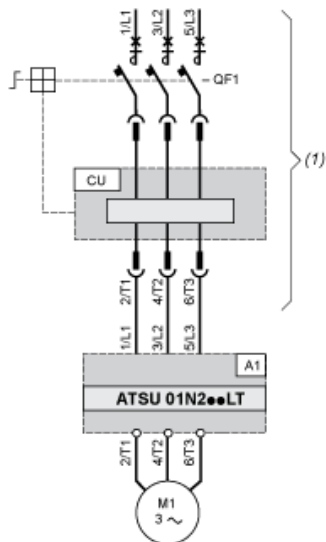 1/L1 3/L2 5/L3
QF1
(1)
CU
2/T1 4/T2 6/T3
1/L1 3/L2 5/L3
A1
ATSU 01N2●●LT
2/T1 4/T2 6/T3
M1
3 ~